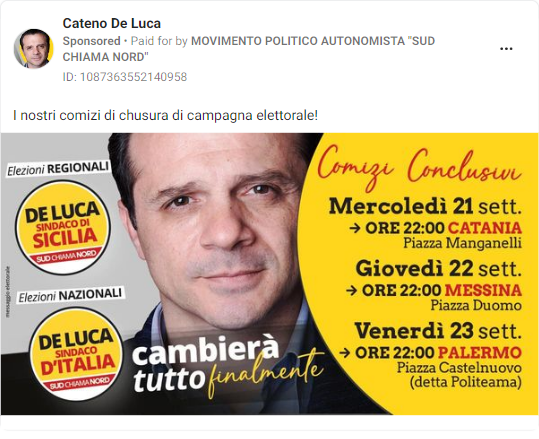 Cateno De Luca
Sponsored • Paid for by MOVIMENTO POLITICO AUTONOMISTA "SUD
CHIAMA NORD"
ID: 1087363552140958
I nostri comizi di chusura di campagna elettorale!
Elezioni REGIONALI
DE LUCA
SINDACO DI
SICILIA
SUD CHIAMA NORD
Elezioni NAZIONALI
DE LUCA
SINDACO
D'ITALIA
SUD CHIAMA NORD
messaggio elettorale
cambierà
tutto finalmente
Comizi Conclusivi
Mercoledì 21 sett.
→ ORE 22:00 CATANIA
Piazza Manganelli
Giovedì 22 sett.
→ ORE 22:00 MESSINA
Piazza Duomo
Venerdì 23 sett.
→ ORE 22:00 PALERMO
Piazza Castelnuovo
(detta Politeama)